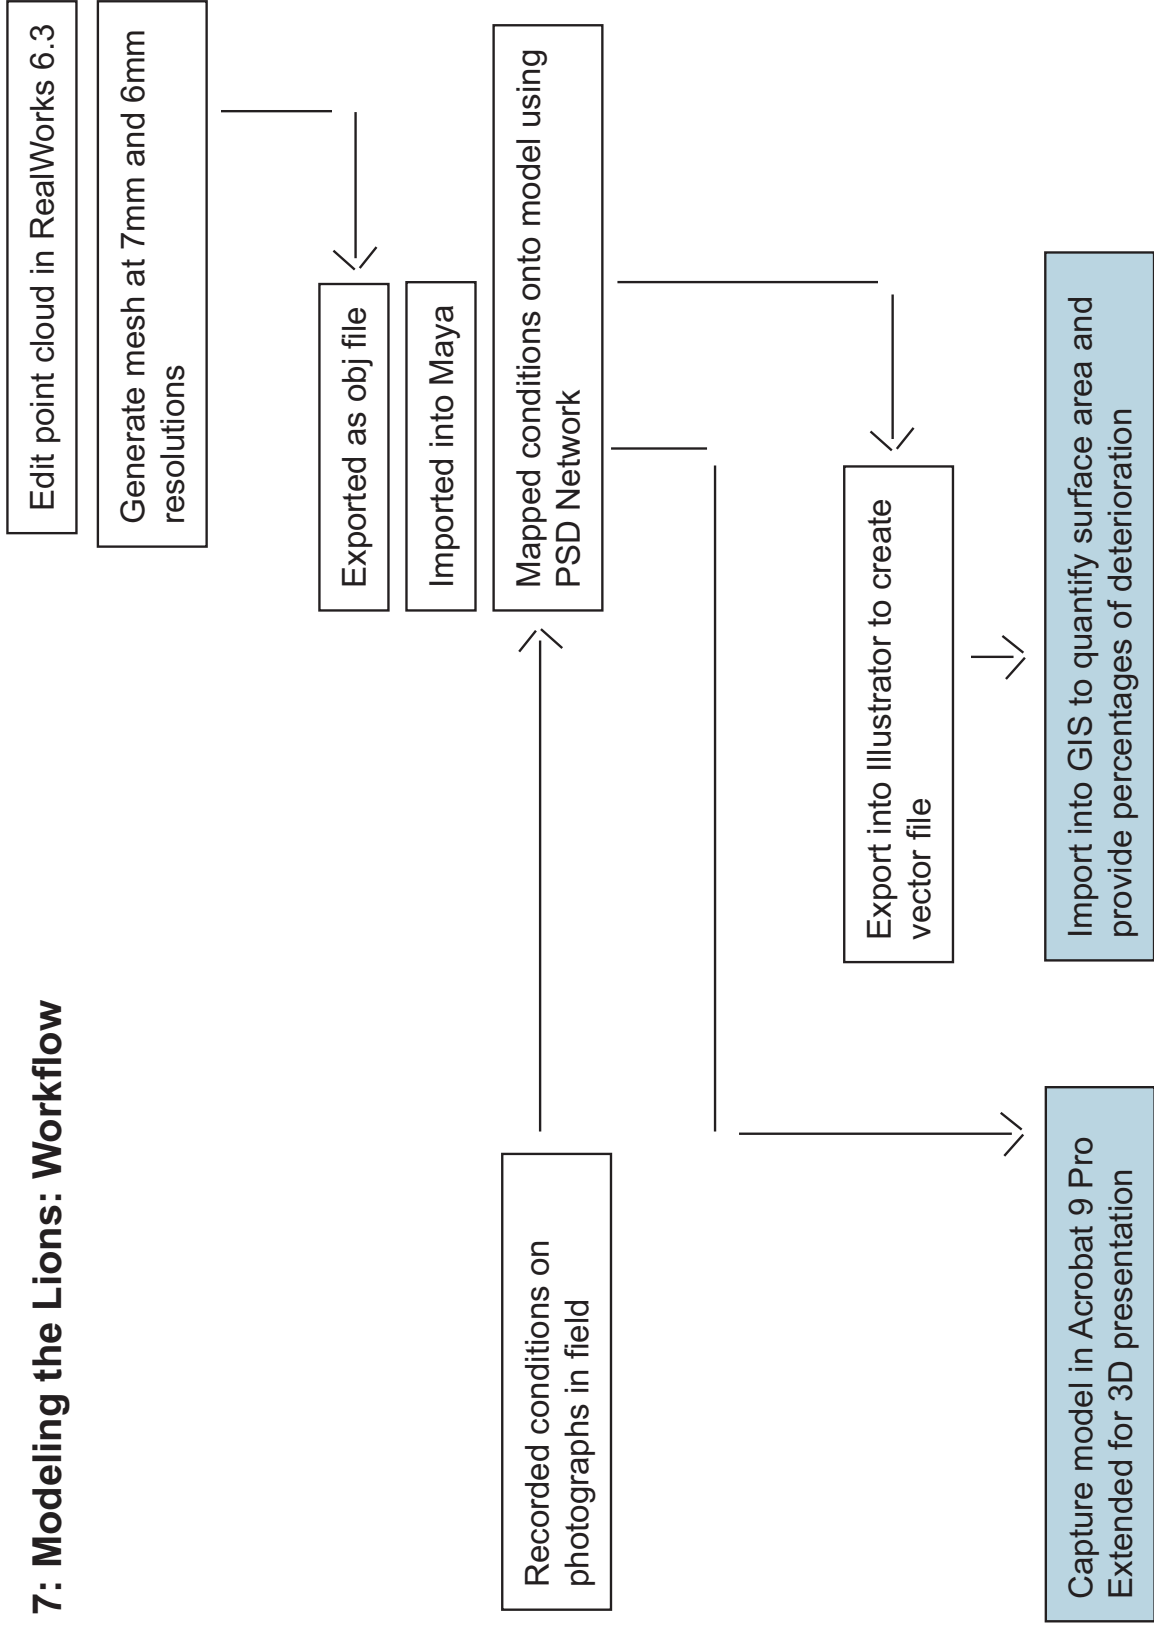 7: Modeling the Lions: Workflow
Edit point cloud in RealWorks 6.3
Generate mesh at 7mm and 6mm
resolutions
Exported as obj file
Imported into Maya
Recorded conditions on
photographs in field
Mapped conditions onto model using
PSD Network
Export into Illustrator to create
vector file
Capture model in Acrobat 9 Pro
Extended for 3D presentation
Import into GIS to quantify surface area and
provide percentages of deterioration